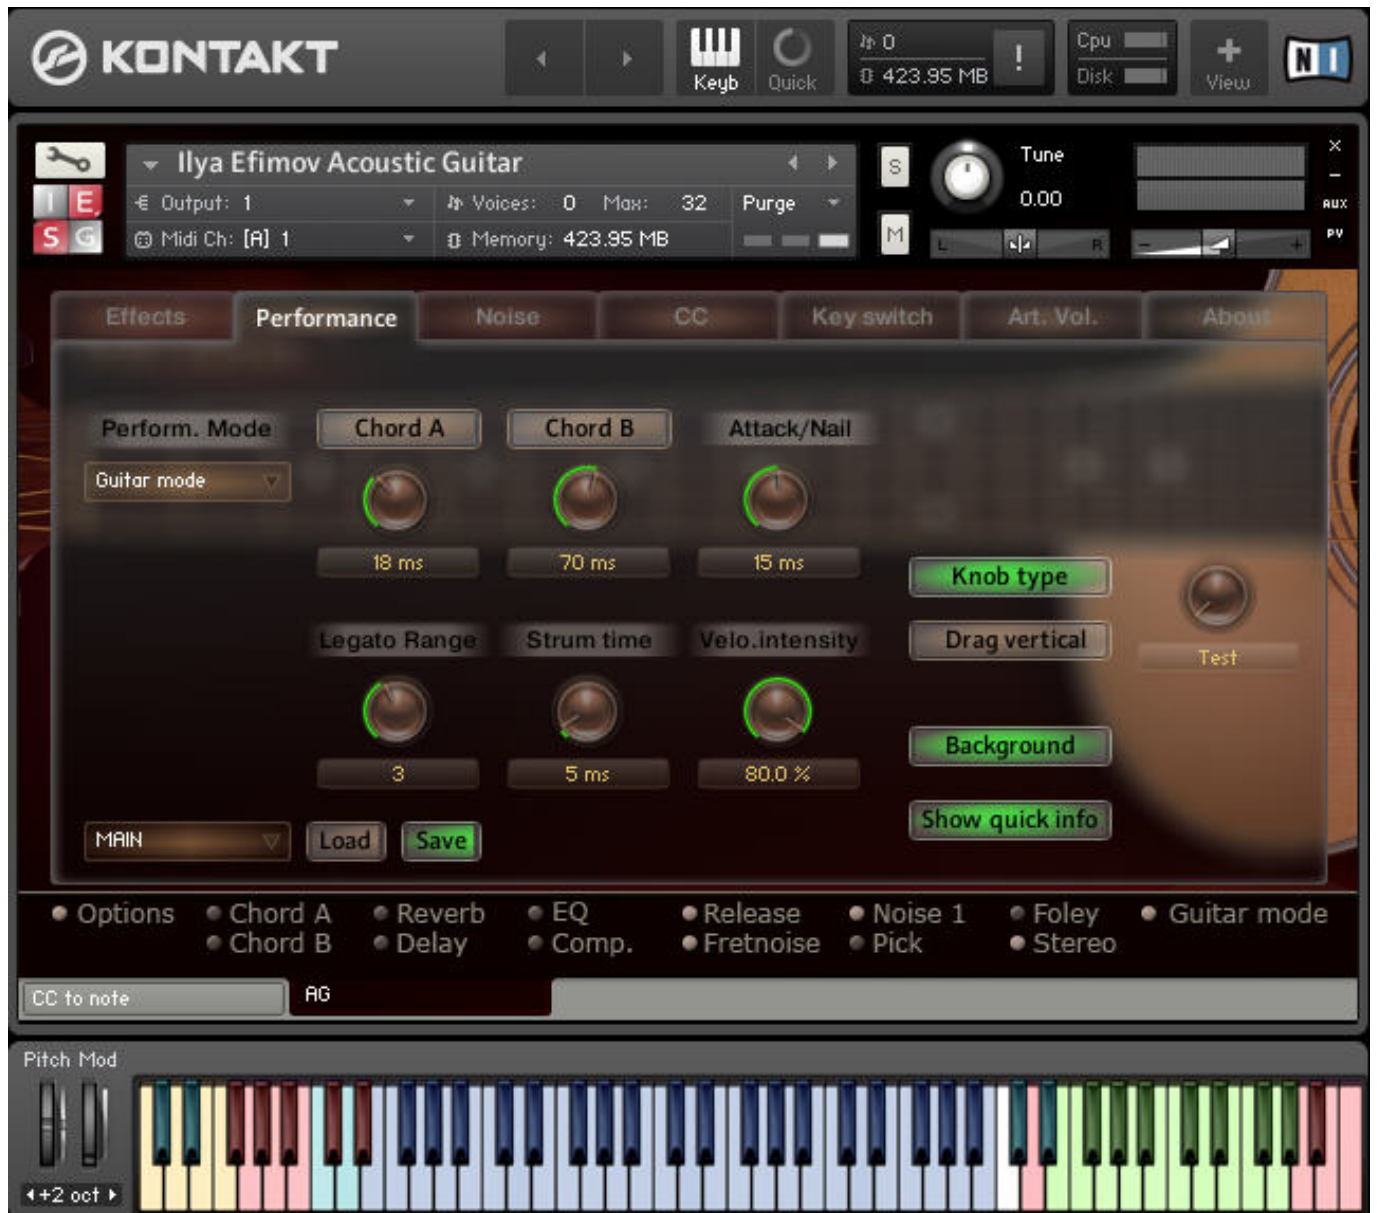 KONTAKT
Keyb
Quick
0
423.95 MB
!
Cpu
Disk
+
View
N I
Ilya Efimov Acoustic Guitar
Output: 1
Voices: 0 Max: 32
Purge
Midi Ch: [A] 1
Memory: 423.95 MB
I E,
S G
S
M
Tune
0.00
L R
- +
×
-
AUX
PV
Effects
Performance
Noise
CC
Key switch
Art. Vol.
About
Perform. Mode
Chord A
Chord B
Attack/Nail
Guitar mode
18 ms
70 ms
15 ms
Knob type
Legato Range
Strum time
Velo.intensity
Drag vertical
Test
3
5 ms
80.0 %
Background
Show quick info
MAIN
Load
Save
Options
Chord A
Reverb
EQ
Release
Noise 1
Foley
Guitar mode
Chord B
Delay
Comp.
Fretnoise
Pick
Stereo
CC to note
AG
Pitch Mod
+2 oct